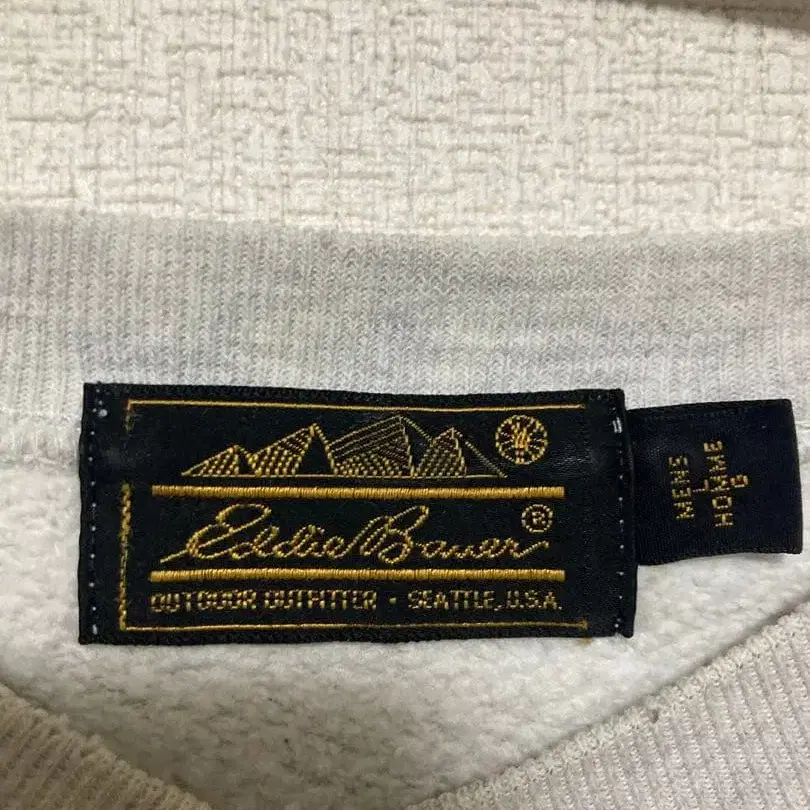 Eddie Bauer®
OUTDOOR OUTFITTER · SEATTLE, U.S.A.
MENS
L
HOMME
G